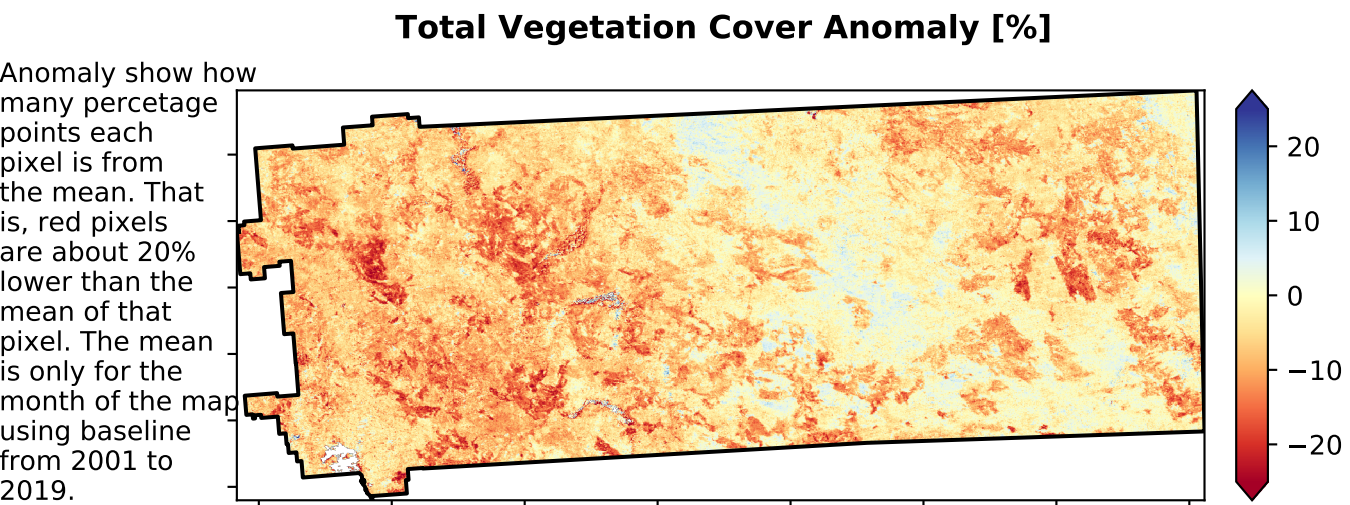 Total Vegetation Cover Anomaly [%]
Anomaly show how
many percetage
points each
pixel is from
the mean. That
is, red pixels
are about 20%
lower than the
mean of that
pixel. The mean
is only for the
month of the map
using baseline
from 2001 to
2019.
20
10
0
−10
−20